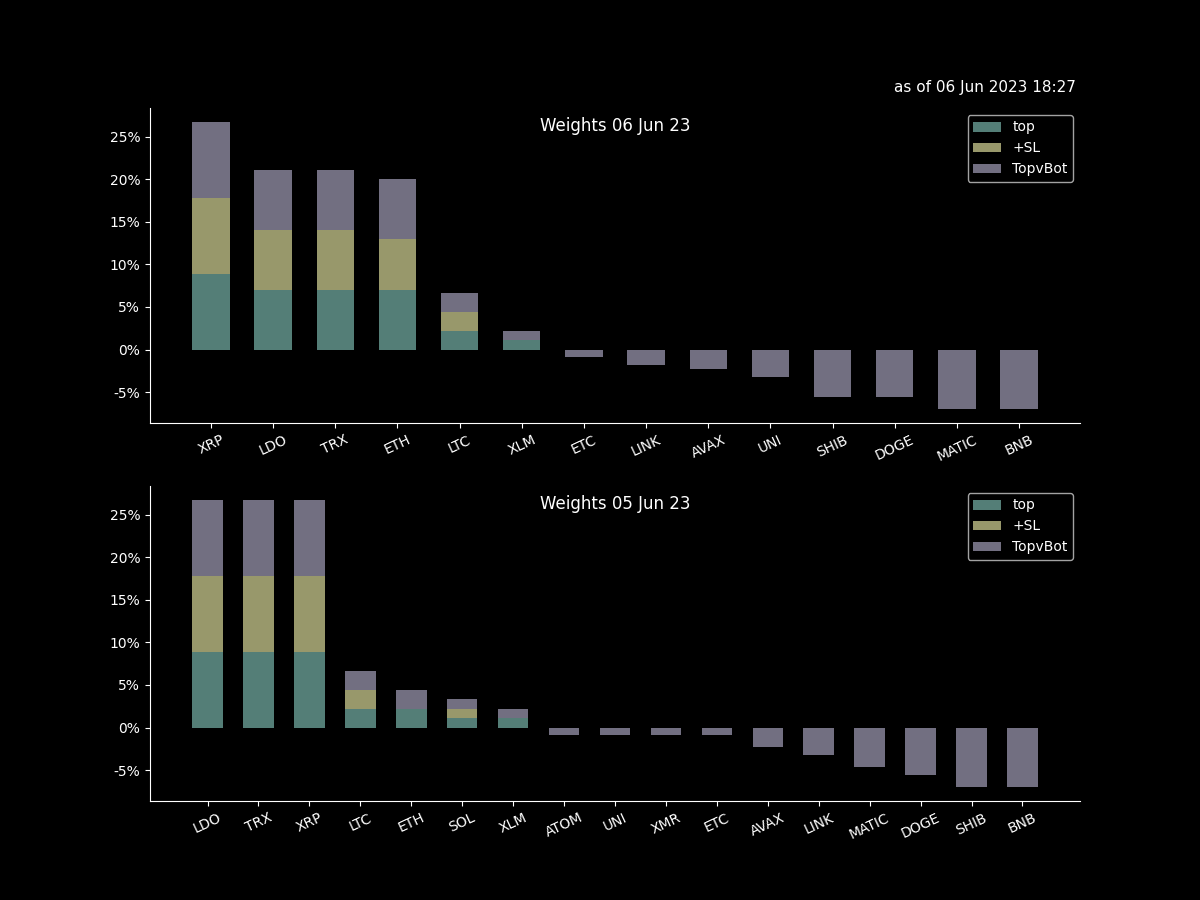 as of 06 Jun 2023 18:27
Weights 06 Jun 23
top
+SL
TopvBot
25%
20%
15%
10%
5%
0%
-5%
XRP LDO TRX ETH LTC XLM ETC LINK AVAX UNI SHIB DOGE MATIC BNB
Weights 05 Jun 23
top
+SL
TopvBot
25%
20%
15%
10%
5%
0%
-5%
LDO TRX XRP LTC ETH SOL XLM ATOM UNI XMR ETC AVAX LINK MATIC DOGE SHIB BNB